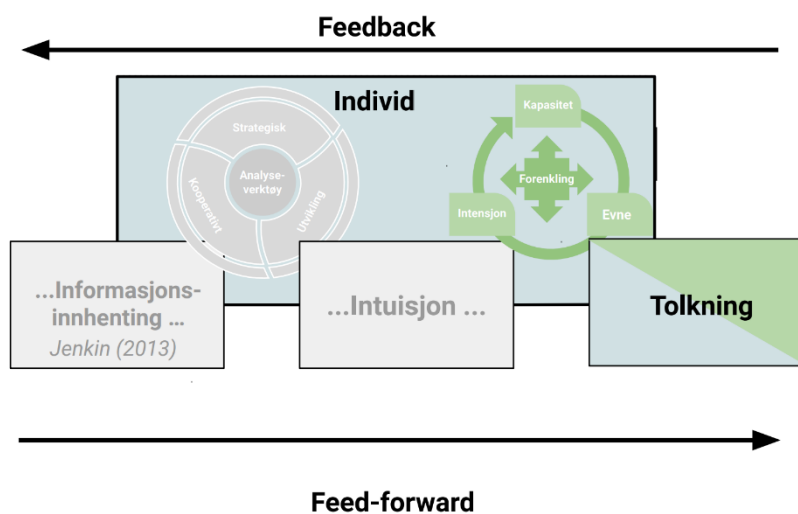 Feedback
Individ
Strategisk
Analyse-
verktøy
Kooperativt
Utvikling
Kapasitet
Forenkling
Intensjon
Evne
...Informasjons-
innhenting ...
Jenkin (2013)
...Intuisjon ...
Tolkning
Feed-forward